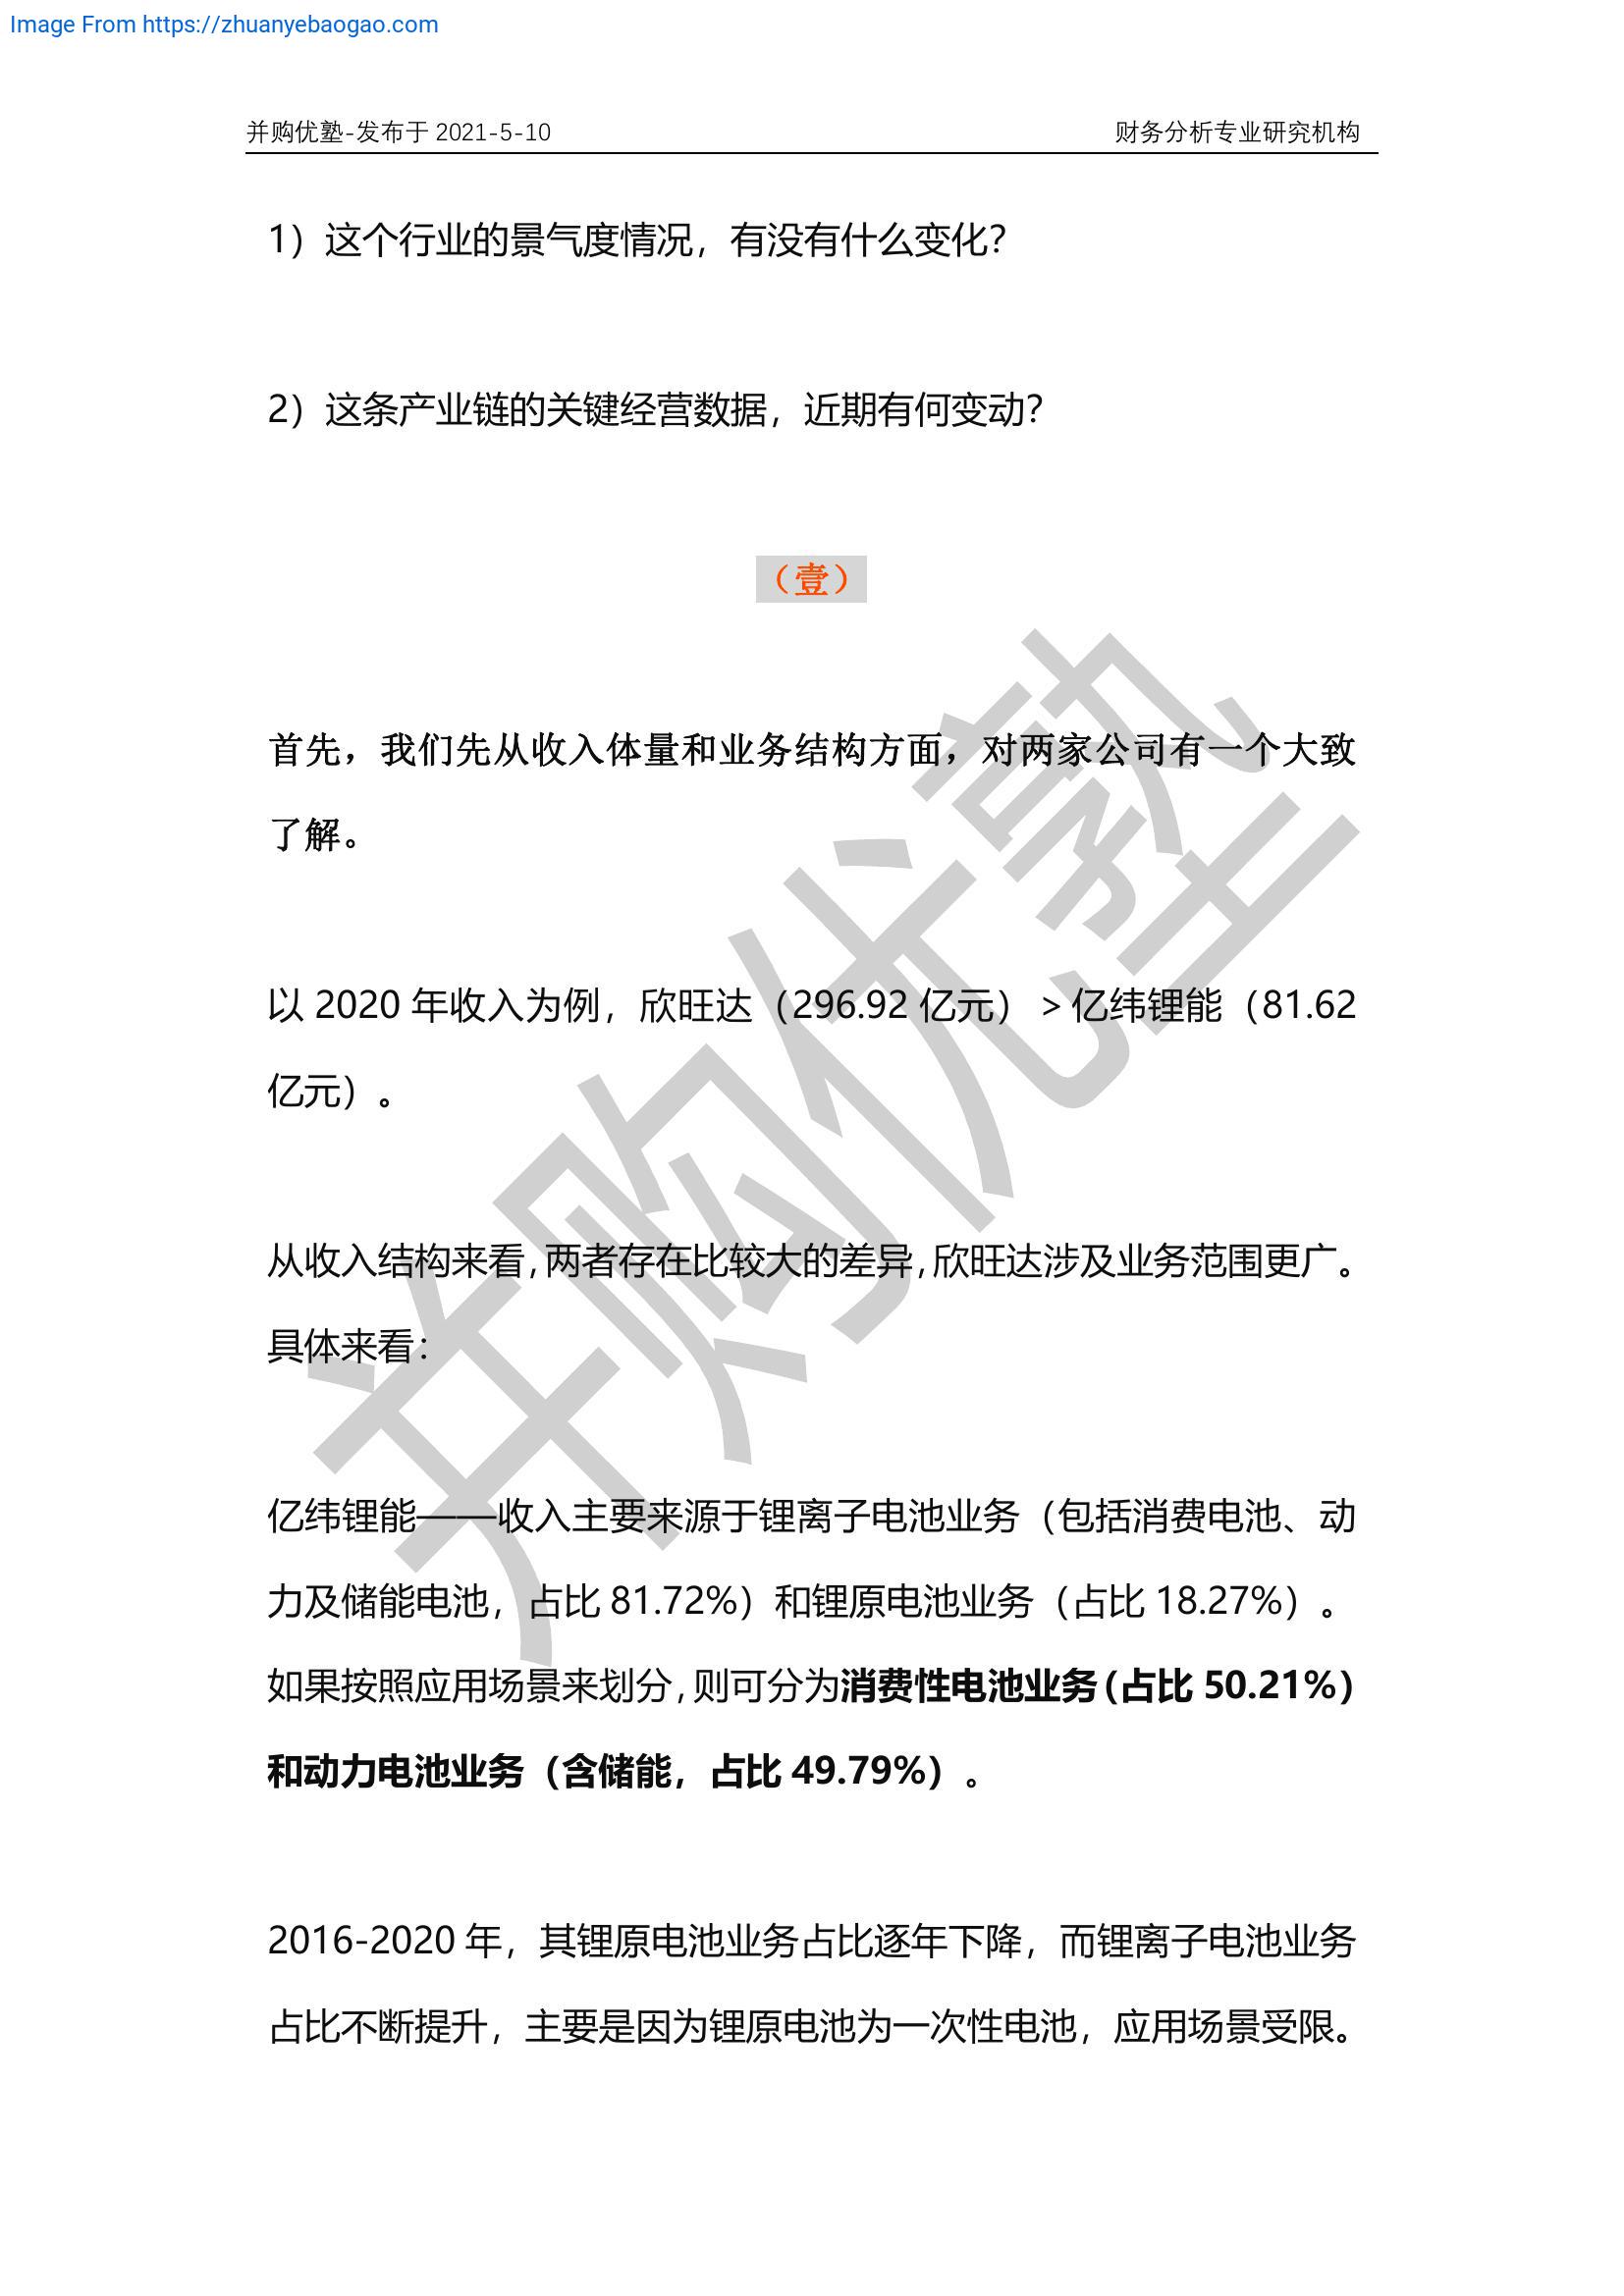 Image From https://zhuanyebaogao.com
并购优塾-发布于 2021-5-10 财务分析专业研究机构
1）这个行业的景气度情况，有没有什么变化？
2）这条产业链的关键经营数据，近期有何变动？
（壹）
首先，我们先从收入体量和业务结构方面，对两家公司有一个大致
了解。
以 2020 年收入为例，欣旺达（296.92 亿元）＞亿纬锂能（81.62
亿元）。
从收入结构来看，两者存在比较大的差异，欣旺达涉及业务范围更广。
具体来看：
亿纬锂能——收入主要来源于锂离子电池业务（包括消费电池、动
力及储能电池，占比 81.72%）和锂原电池业务（占比 18.27%）。
如果按照应用场景来划分，则可分为消费性电池业务（占比 50.21%）
和动力电池业务（含储能，占比 49.79%）。
2016-2020 年，其锂原电池业务占比逐年下降，而锂离子电池业务
占比不断提升，主要是因为锂原电池为一次性电池，应用场景受限。
并购优塾